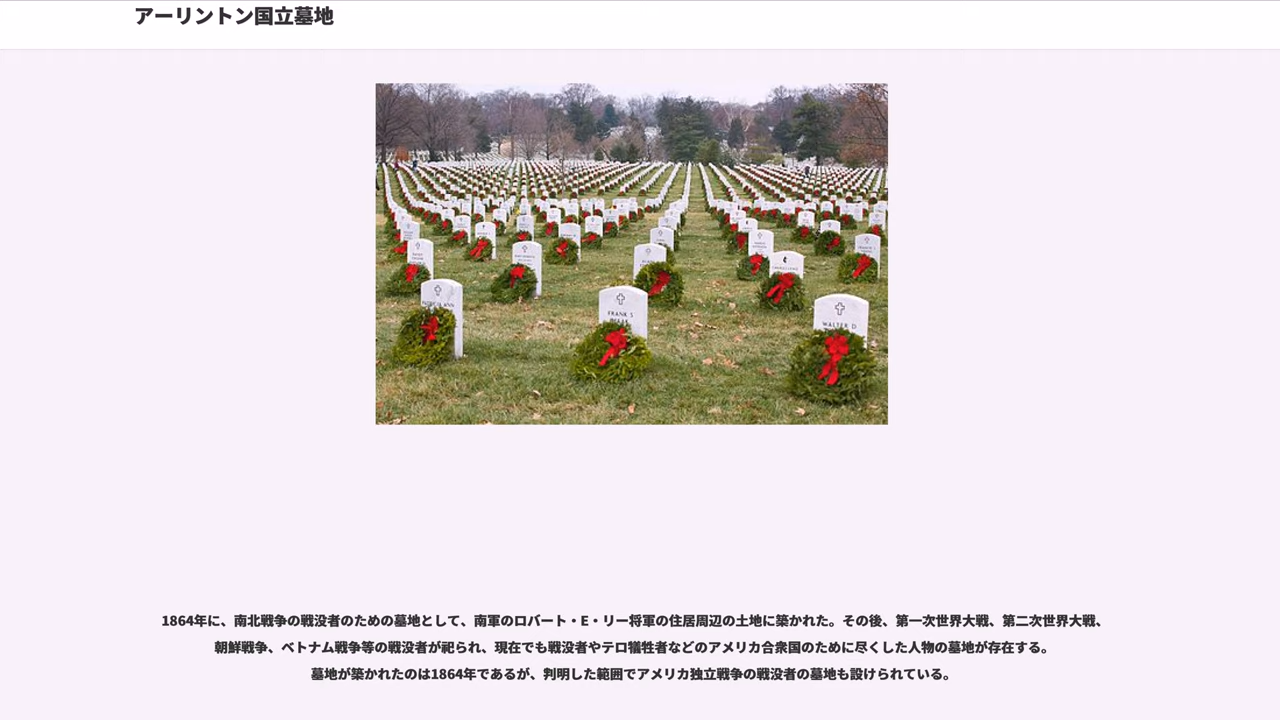 アーリントン国立墓地
FRANK S
WALTER D
1864年に、南北戦争の戦没者のための墓地として、南軍のロバート・E・リー将軍の住居周辺の土地に築かれた。その後、第一次世界大戦、第二次世界大戦、
朝鮮戦争、ベトナム戦争等の戦没者が祀られ、現在でも戦没者やテロ犠牲者などのアメリカ合衆国のために尽くした人物の墓地が存在する。
墓地が築かれたのは1864年であるが、判明した範囲でアメリカ独立戦争の戦没者の墓地も設けられている。